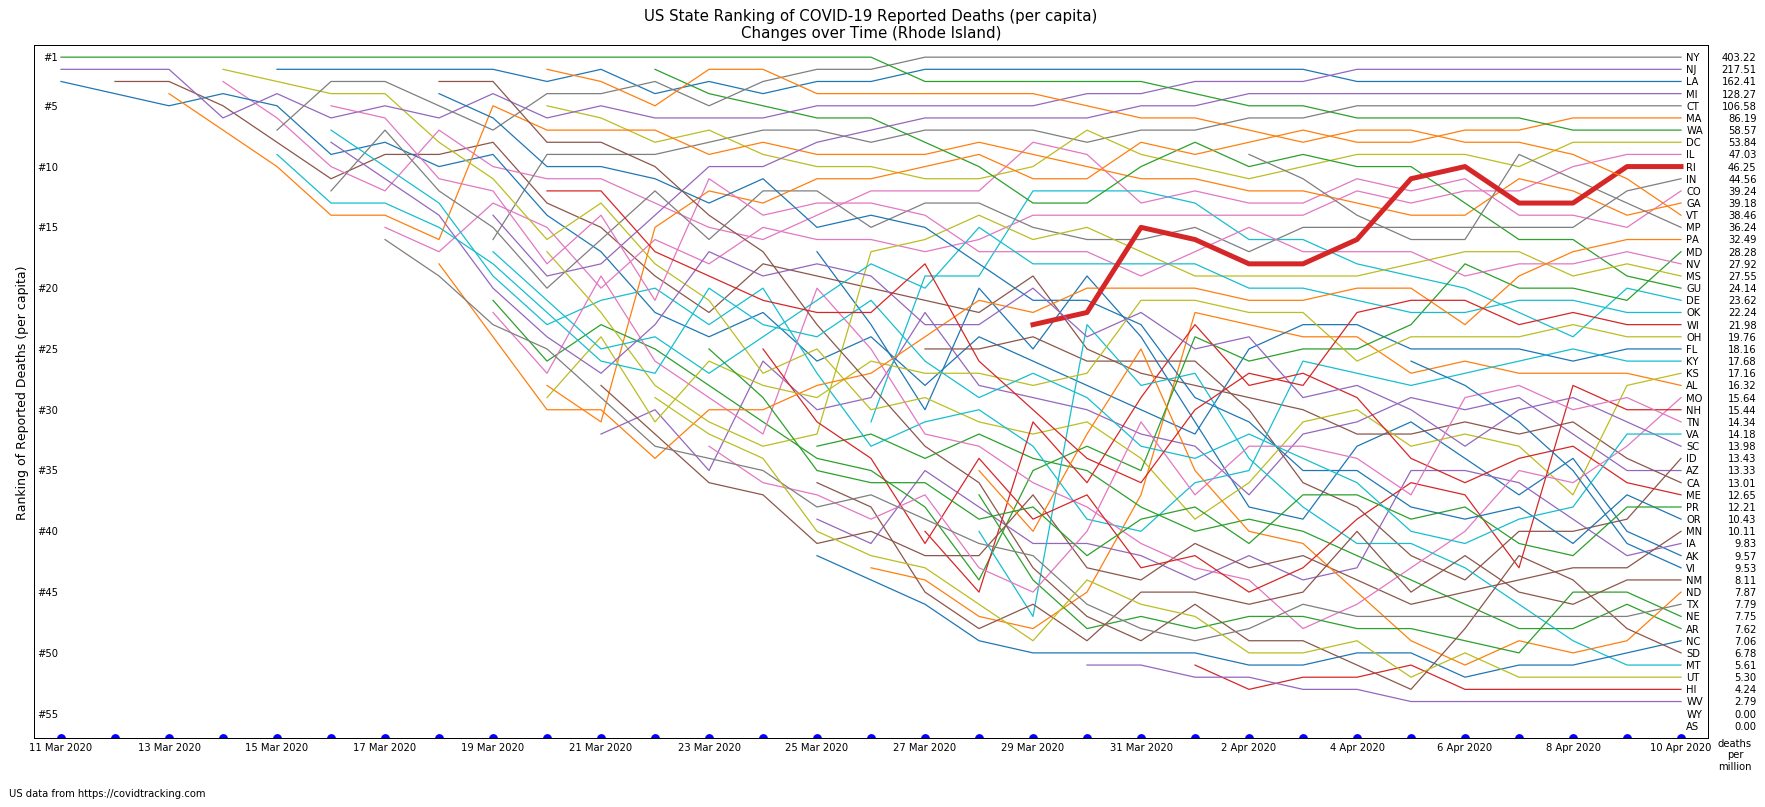 US State Ranking of COVID-19 Reported Deaths (per capita)
Changes over Time (Rhode Island)
Ranking of Reported Deaths (per capita)
#1
#5
#10
#15
#20
#25
#30
#35
#40
#45
#50
#55
NY 403.22
NJ 217.51
LA 162.41
MI 128.27
CT 106.58
MA 86.19
WA 58.57
DC 53.84
IL 47.03
RI 46.25
IN 44.56
CO 39.24
GA 39.18
VT 38.46
MP 36.24
PA 32.49
MD 28.28
NV 27.92
MS 27.55
GU 24.14
DE 23.62
OK 22.24
WI 21.98
OH 19.76
FL 18.16
KY 17.68
KS 17.16
AL 16.32
MO 15.64
NH 15.44
TN 14.34
VA 14.18
SC 13.98
ID 13.43
AZ 13.33
CA 13.01
ME 12.65
PR 12.21
OR 10.43
MN 10.11
IA 9.83
AK 9.57
VI 9.53
NM 8.11
ND 7.87
TX 7.79
NE 7.75
AR 7.62
NC 7.06
SD 6.78
MT 5.61
UT 5.30
HI 4.24
WV 2.79
WY 0.00
AS 0.00
11 Mar 2020 13 Mar 2020 15 Mar 2020 17 Mar 2020 19 Mar 2020 21 Mar 2020 23 Mar 2020 25 Mar 2020 27 Mar 2020 29 Mar 2020 31 Mar 2020 2 Apr 2020 4 Apr 2020 6 Apr 2020 8 Apr 2020 10 Apr 2020
deaths
per
million
US data from https://covidtracking.com